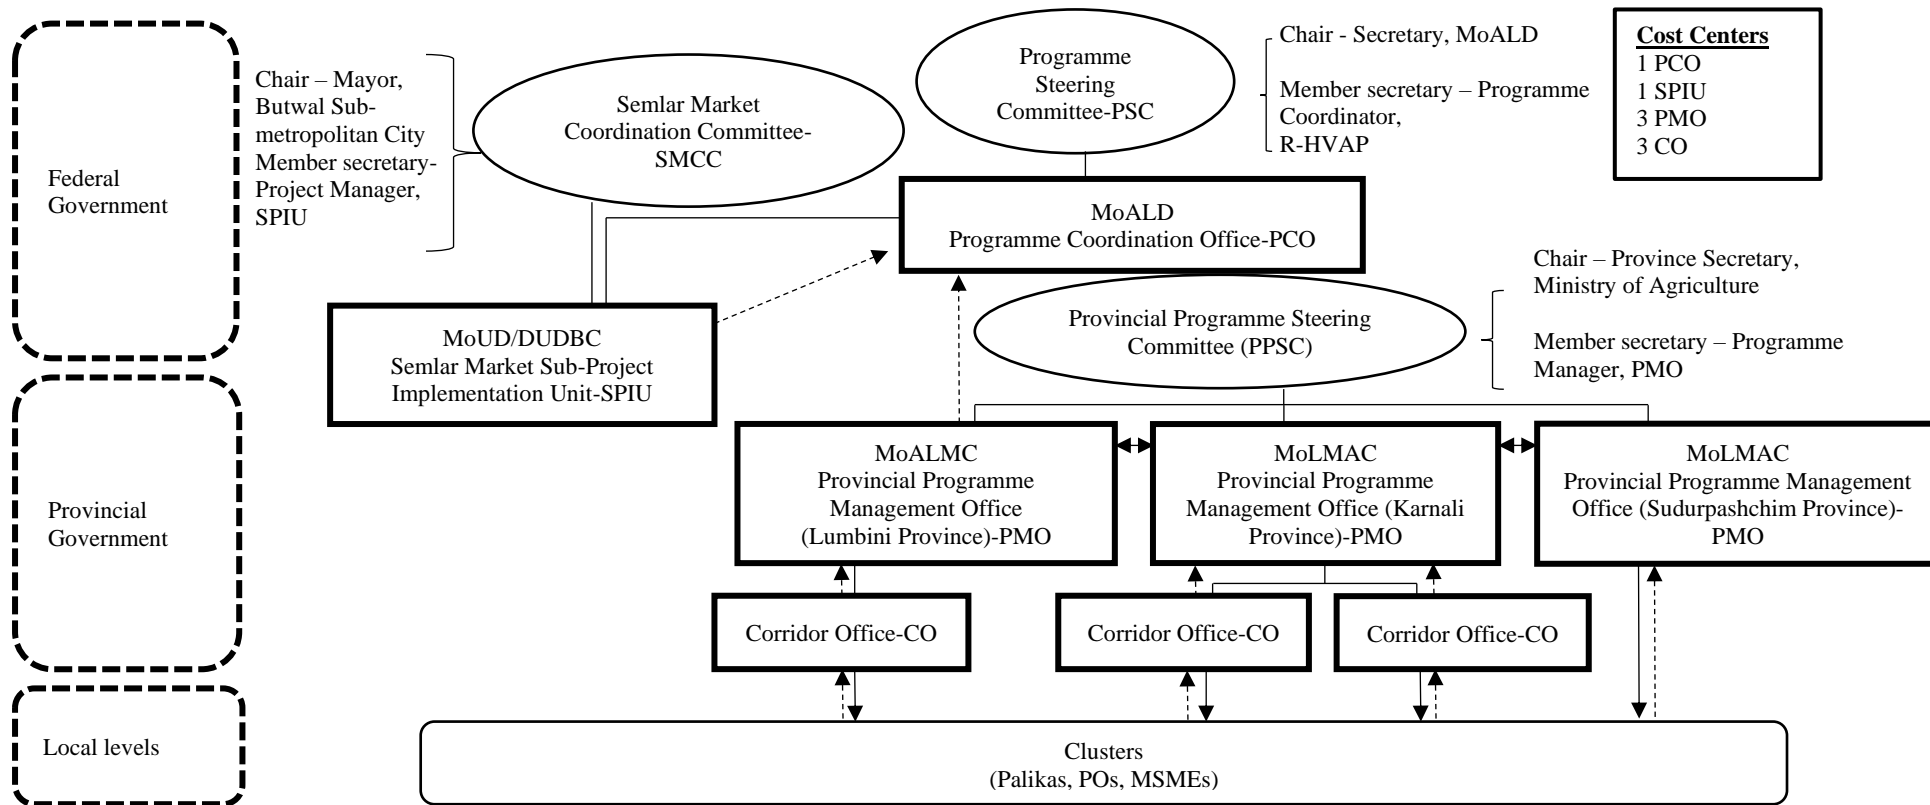 Federal
Government
Provincial
Government
Local levels
Chair – Mayor,
Butwal Sub-
metropolitan City
Member secretary-
Project Manager,
SPIU
Semlar Market
Coordination Committee-
SMCC
Programme
Steering
Committee-PSC
Chair - Secretary, MoALD
Member secretary – Programme
Coordinator,
R-HVAP
Cost Centers
1 PCO
1 SPIU
3 PMO
3 CO
MoALD
Programme Coordination Office-PCO
MoUD/DUDBC
Semlar Market Sub-Project
Implementation Unit-SPIU
Provincial Programme Steering
Committee (PPSC)
Chair – Province Secretary,
Ministry of Agriculture
Member secretary – Programme
Manager, PMO
MoALMC
Provincial Programme
Management Office
(Lumbini Province)-PMO
MoLMAC
Provincial Programme
Management Office (Karnali
Province)-PMO
MoLMAC
Provincial Programme Management
Office (Sudurpashchim Province)-
PMO
Corridor Office-CO
Corridor Office-CO
Corridor Office-CO
Clusters
(Palikas, POs, MSMEs)